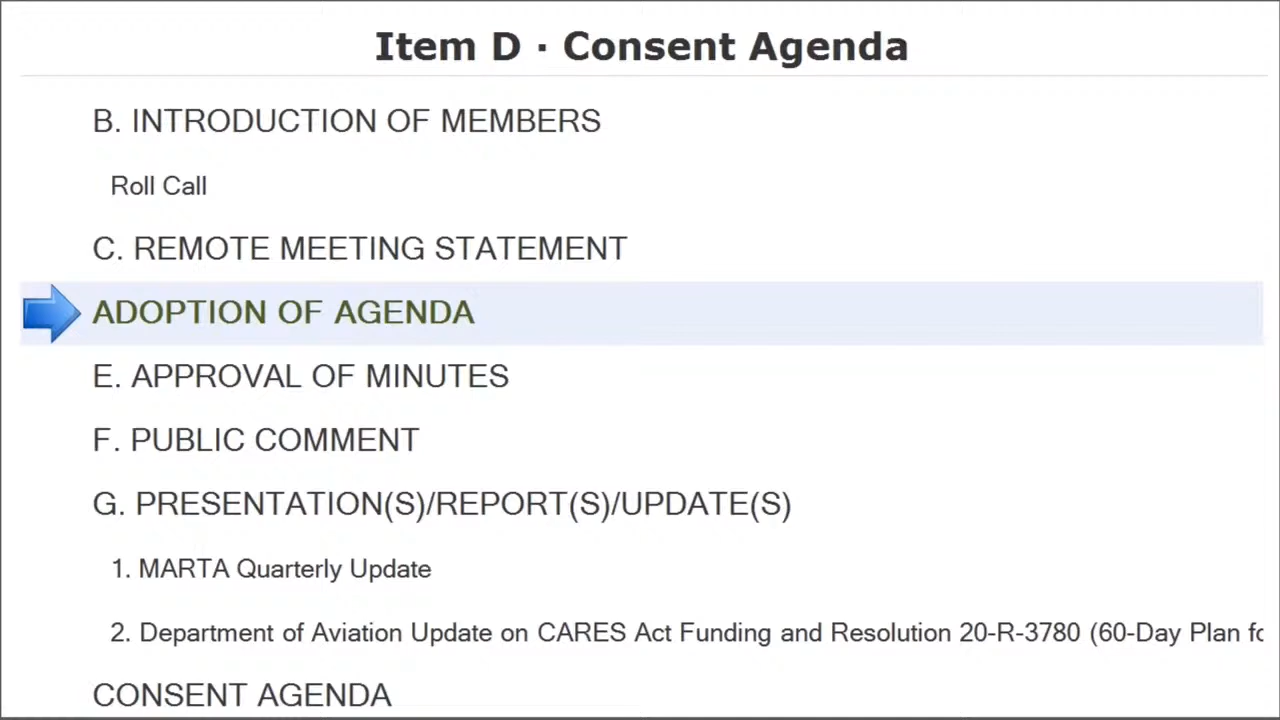 Item D · Consent Agenda
B. INTRODUCTION OF MEMBERS
Roll Call
C. REMOTE MEETING STATEMENT
ADOPTION OF AGENDA
E. APPROVAL OF MINUTES
F. PUBLIC COMMENT
G. PRESENTATION(S)/REPORT(S)/UPDATE(S)
1. MARTA Quarterly Update
2. Department of Aviation Update on CARES Act Funding and Resolution 20-R-3780 (60-Day Plan
CONSENT AGENDA